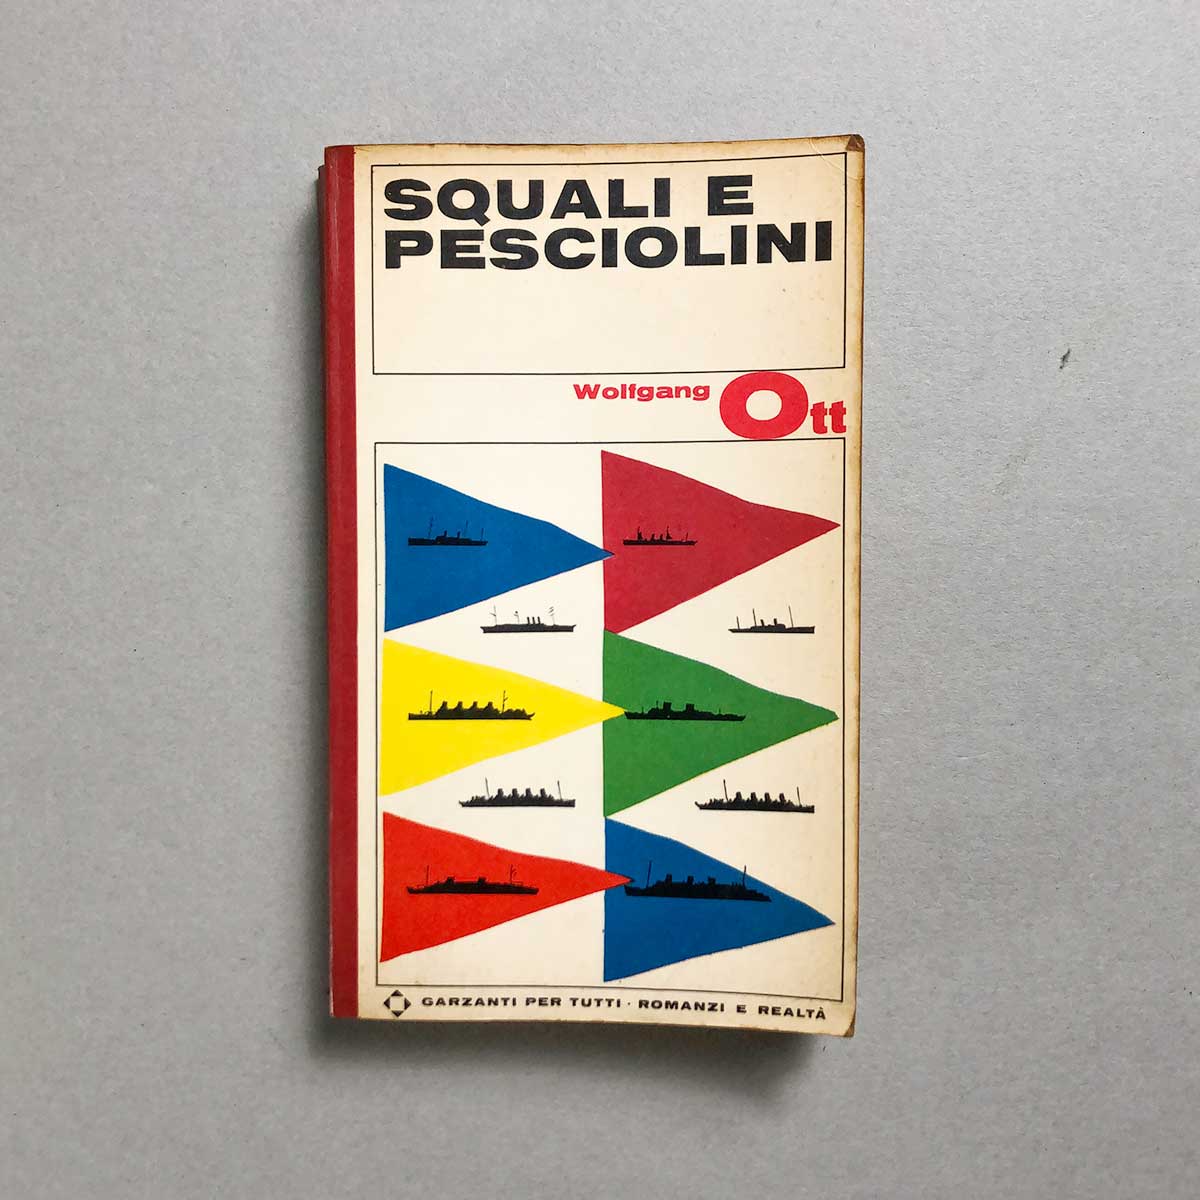 SQUALI E
PESCIOLINI
Wolfgang Ott
GARZANTI PER TUTTI · ROMANZI E REALTÀ